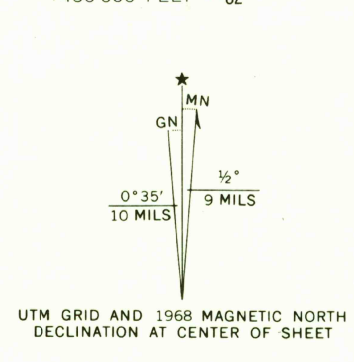 62
MN
GN
½°
0°35′
9 MILS
10 MILS
UTM GRID AND 1968 MAGNETIC NORTH
DECLINATION AT CENTER OF SHEET